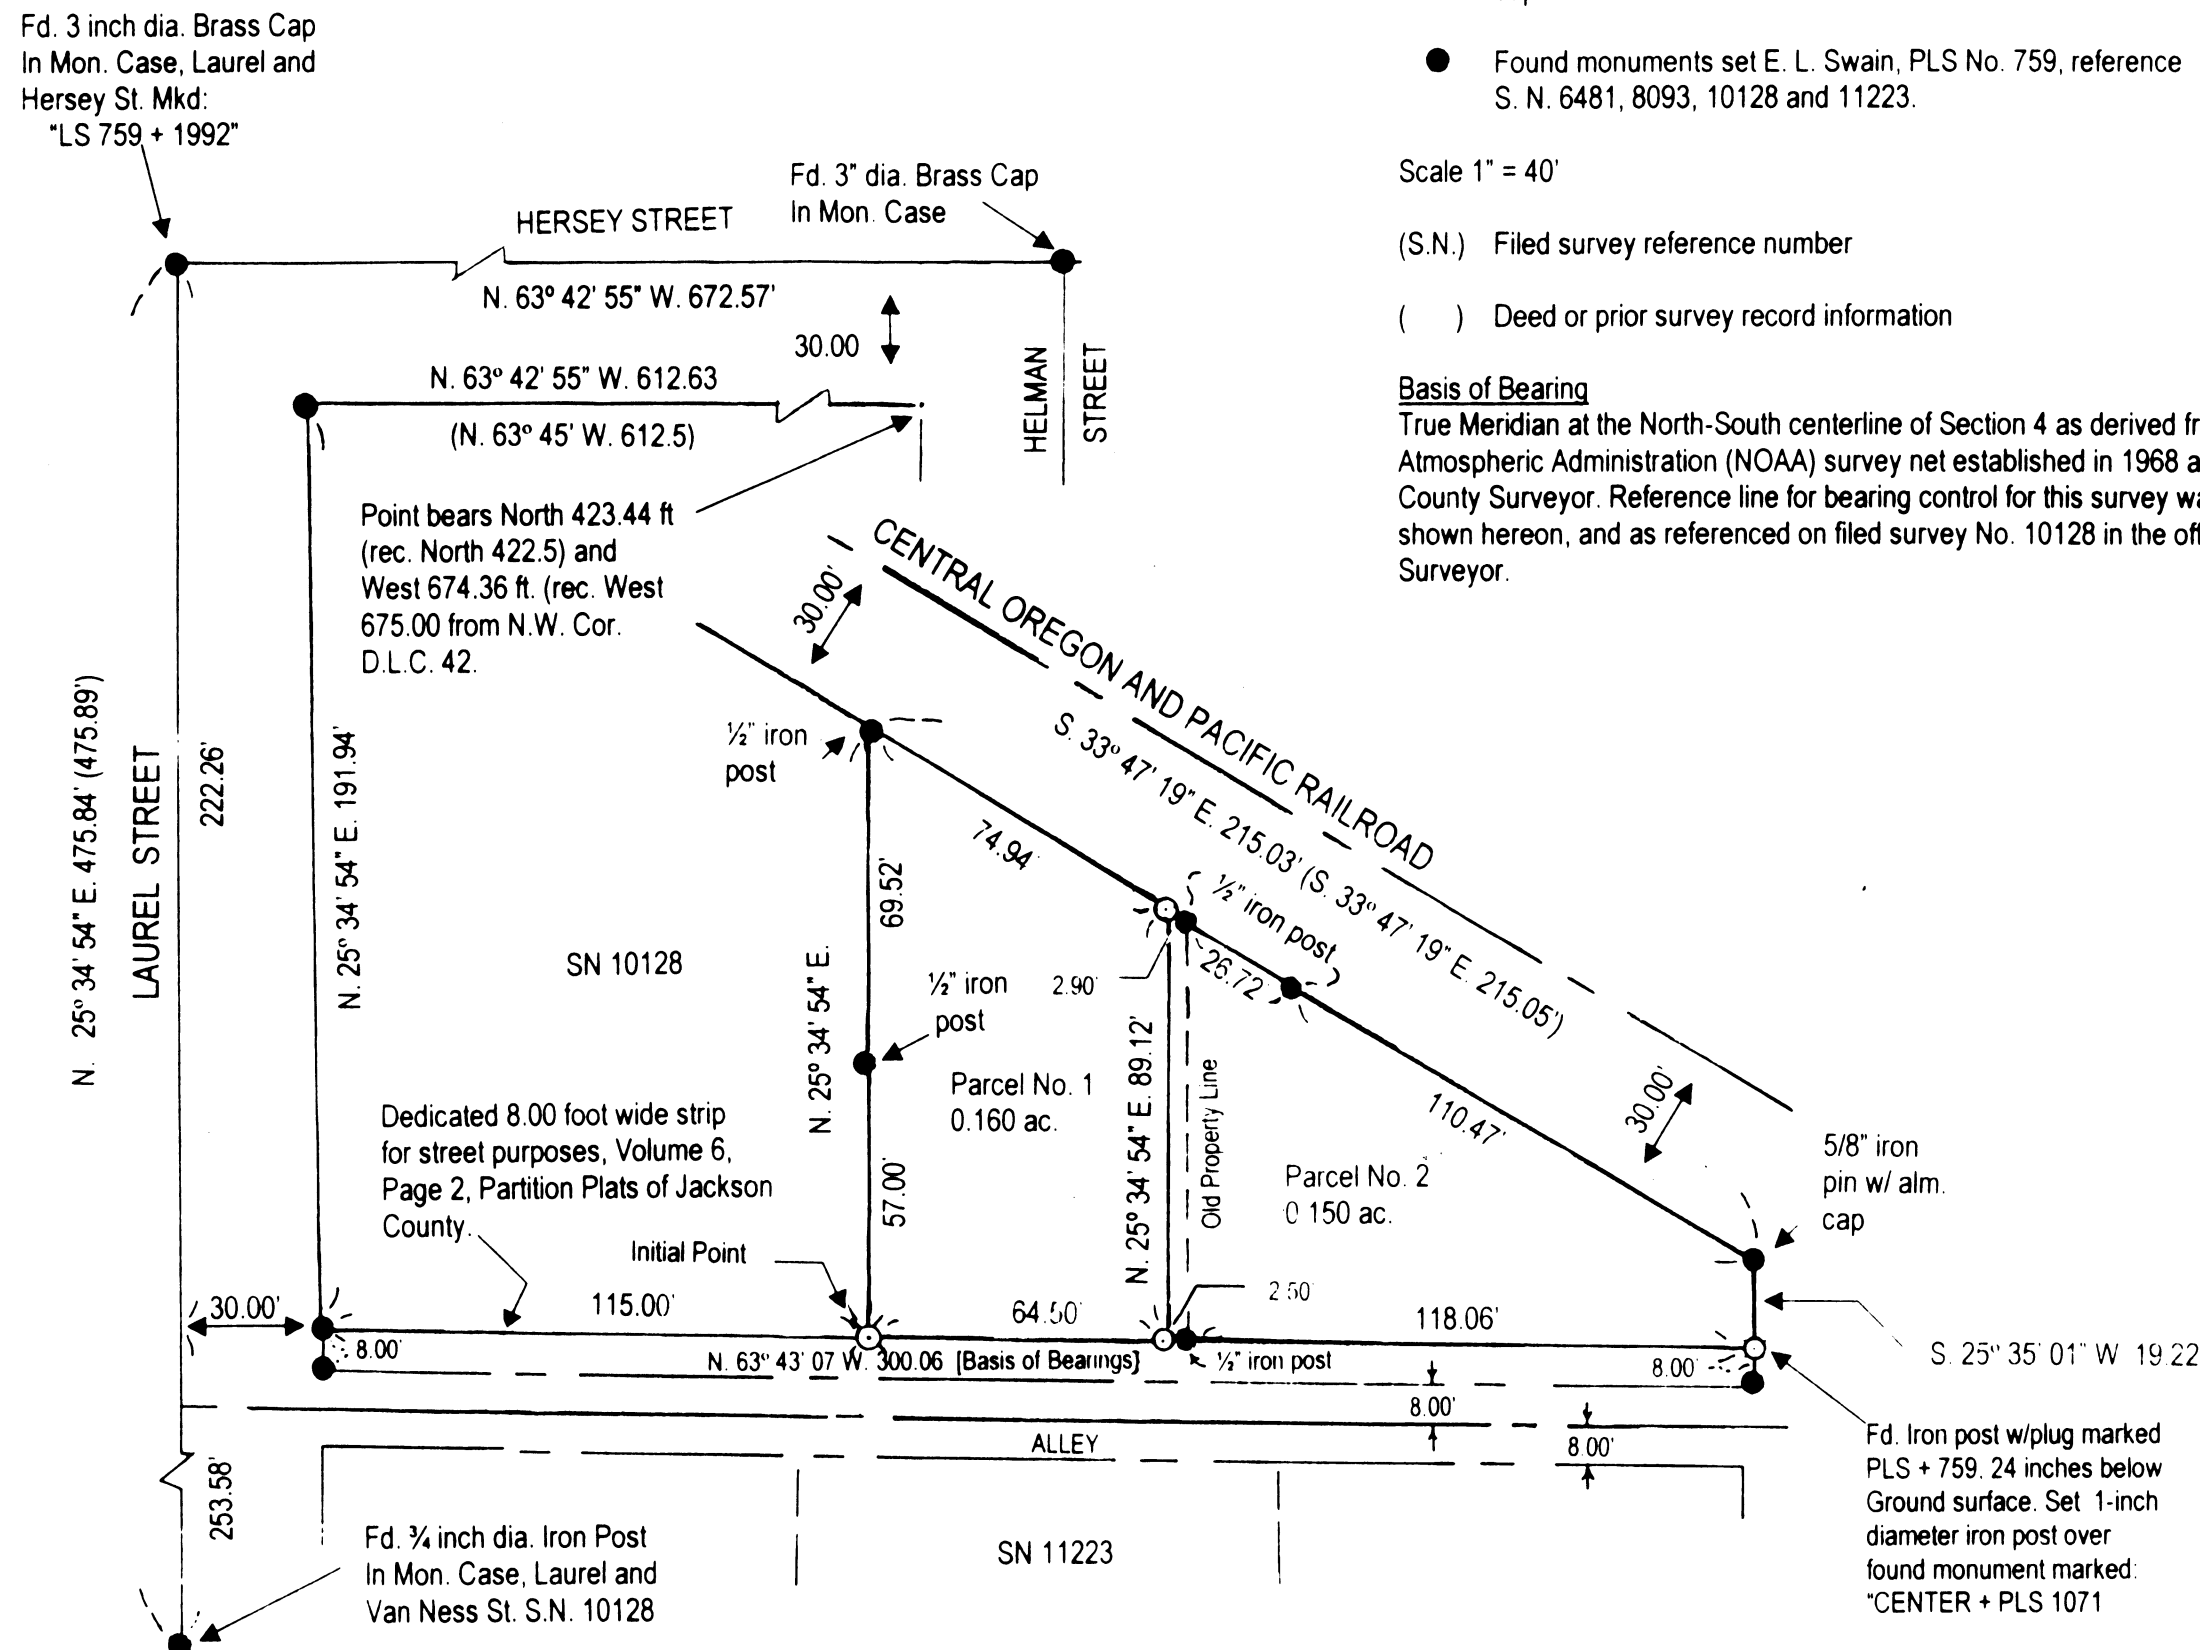 Fd. 3 inch dia. Brass Cap
In Mon. Case, Laurel and
Hersey St. Mkd:
"LS 759 + 1992"
Found monuments set E. L. Swain, PLS No. 759, reference
S. N. 6481, 8093, 10128 and 11223.
Scale 1" = 40'
(S.N.) Filed survey reference number
( ) Deed or prior survey record information
Basis of Bearing
True Meridian at the North-South centerline of Section 4 as derived
Atmospheric Administration (NOAA) survey net established in 1968
County Surveyor. Reference line for bearing control for this survey
shown hereon, and as referenced on filed survey No. 10128 in the
Surveyor.
Fd. 3" dia. Brass Cap
In Mon. Case
HERSEY STREET
N. 63º 42' 55" W. 672.57'
30.00
N. 63º 42' 55" W. 612.63
(N. 63º 45' W. 612.5)
HELMAN
STREET
Point bears North 423.44 ft
(rec. North 422.5) and
West 674.36 ft. (rec. West
675.00 from N.W. Cor.
D.L.C. 42.
CENTRAL OREGON AND PACIFIC RAILROAD
30.00'
S. 33º 47' 19" E. 215.03' (S. 33º 47' 19" E. 215.05')
N. 25º 34' 54" E. 475.84' (475.89')
LAUREL STREET
222.26'
N. 25º 34' 54" E. 191.94'
½" iron
post
74.94'
69.52'
½" iron post
26.72'
SN 10128
N. 25º 34' 54" E.
½" iron
post
2.90'
Parcel No. 1
0.160 ac.
N. 25º 34' 54" E. 89.12'
Old Property Line
110.47'
30.00'
Parcel No. 2
0 150 ac.
5/8" iron
pin w/ alm.
cap
Dedicated 8.00 foot wide strip
for street purposes, Volume 6,
Page 2, Partition Plats of Jackson
County.
57.00'
Initial Point
30.00'
115.00'
64.50'
2 50'
118.06'
8.00'
N. 63º 43' 07 W. 300.06 [Basis of Bearings]
½" iron post
8.00'
S. 25º 35' 01" W 19.22
8.00'
ALLEY
8.00'
253.58'
Fd. ¾ inch dia. Iron Post
In Mon. Case, Laurel and
Van Ness St. S.N. 10128
SN 11223
Fd. Iron post w/plug marked
PLS + 759. 24 inches below
Ground surface. Set 1-inch
diameter iron post over
found monument marked:
"CENTER + PLS 1071